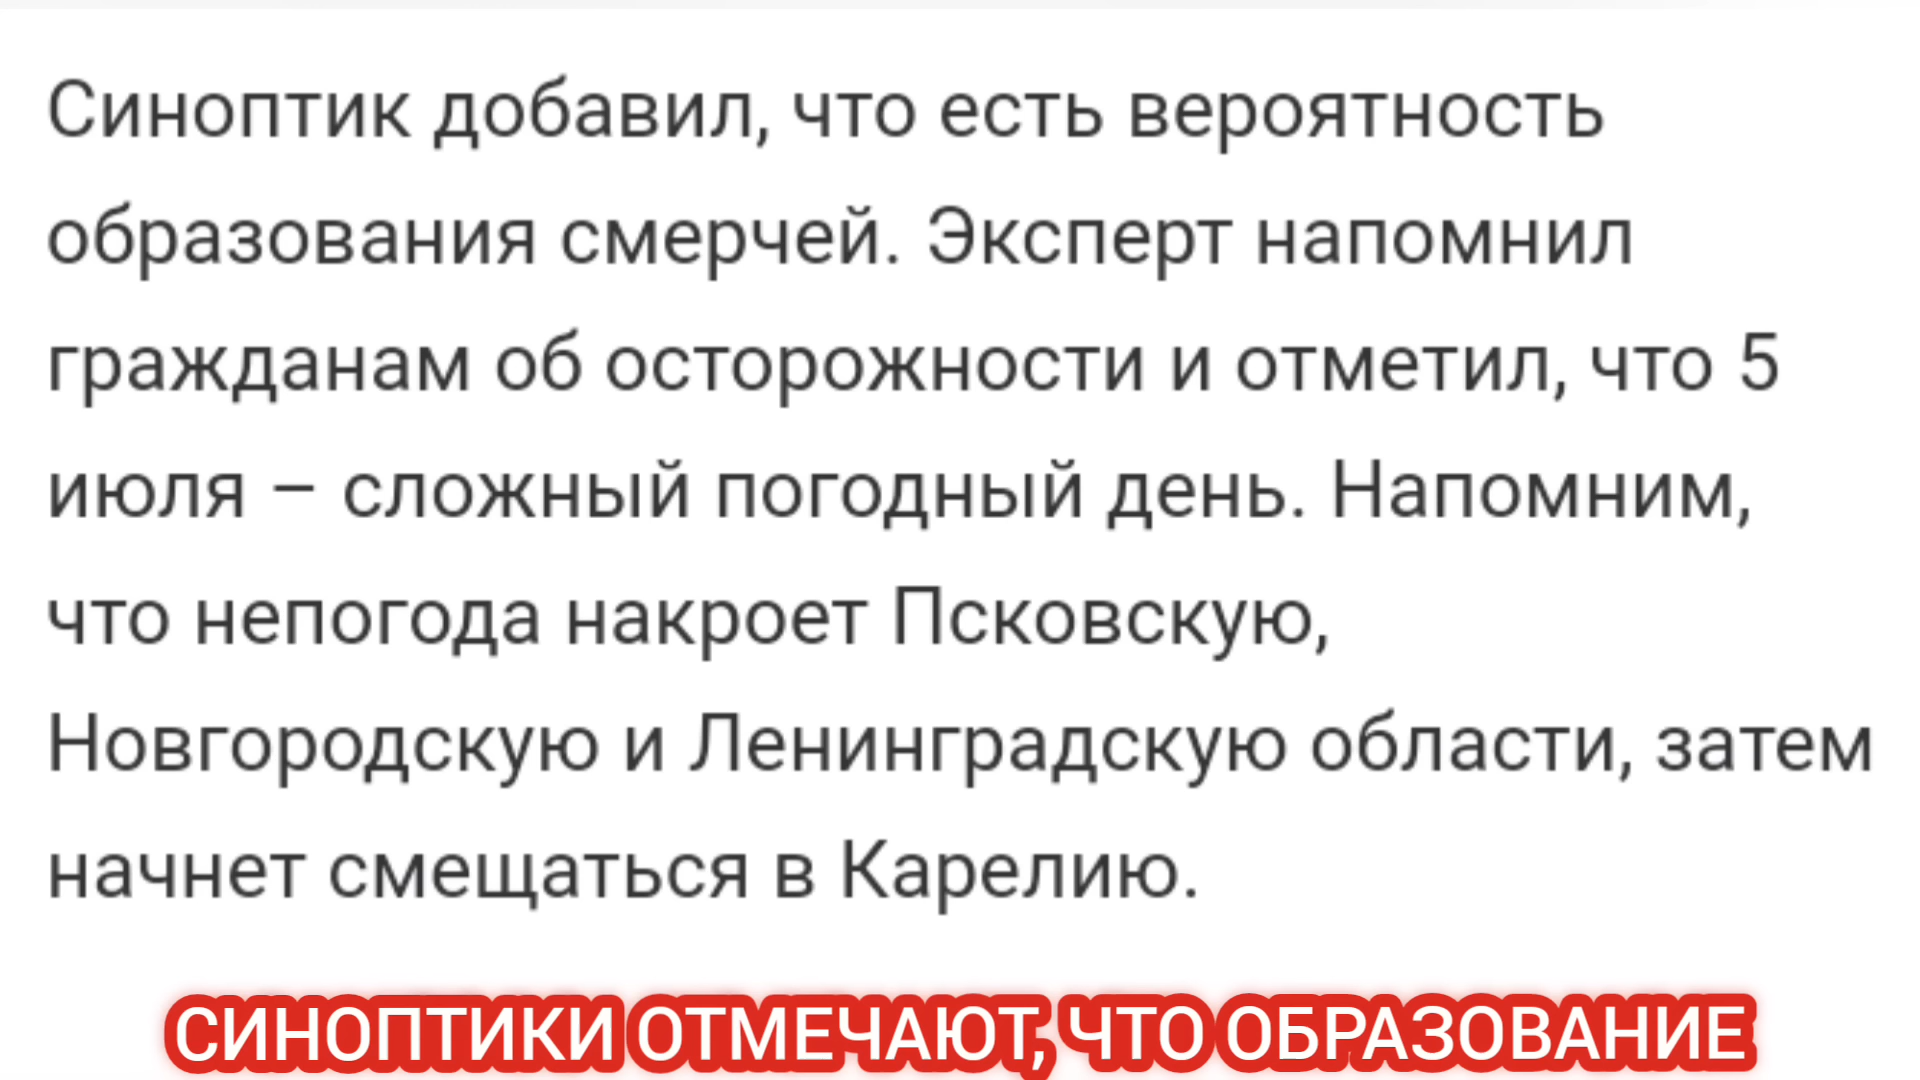 Синоптик добавил, что есть вероятность
образования смерчей. Эксперт напомнил
гражданам об осторожности и отметил, что 5
июля – сложный погодный день. Напомним,
что непогода накроет Псковскую,
Новгородскую и Ленинградскую области, затем
начнет смещаться в Карелию.
СИНОПТИКИ ОТМЕЧАЮТ, ЧТО ОБРАЗОВАНИЕ